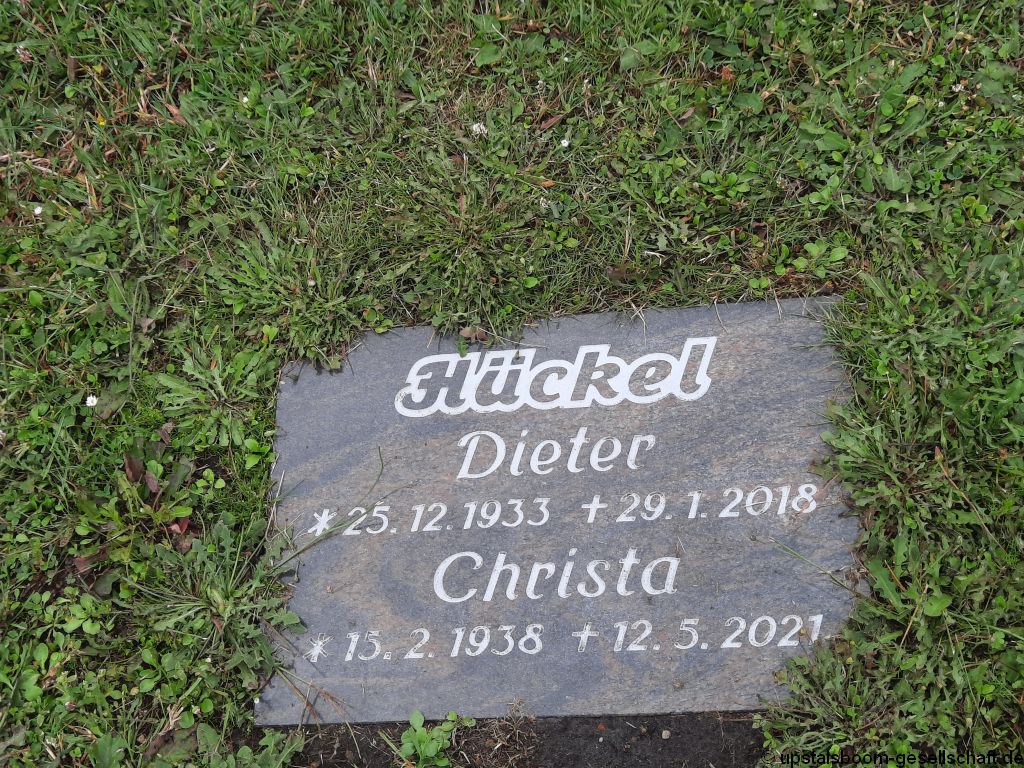 Hückel
Dieter
* 25. 12. 1933 † 29. 1. 2018
Christa
* 15. 2. 1938 † 12. 5. 2021
upstalsboom-gesellschaft.de